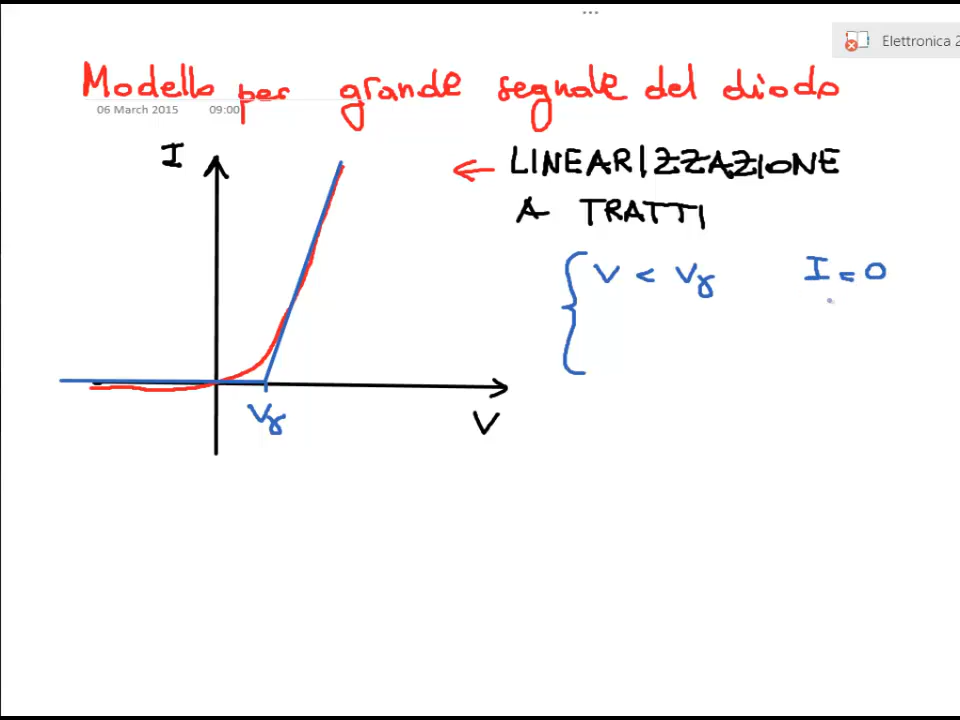 ...
Elettronica 2
Modello per grande segnale del diodo
06 March 2015 09:00
I
← LINEARIZZAZIONE
A TRATTI
V < Vγ I = 0
Vγ
V